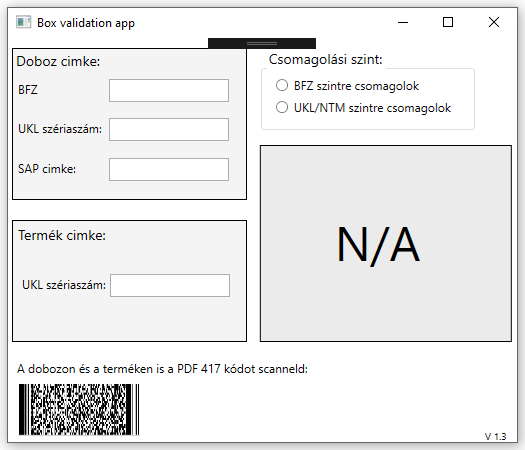 Box validation app
Doboz cimke:
BFZ
UKL szériaszám:
SAP cimke:
Csomagolási szint:
BFZ szintre csomagolok
UKL/NTM szintre csomagolok
N/A
Termék cimke:
UKL szériaszám:
A dobozon és a terméken is a PDF 417 kódot scanneld:
V 1.3